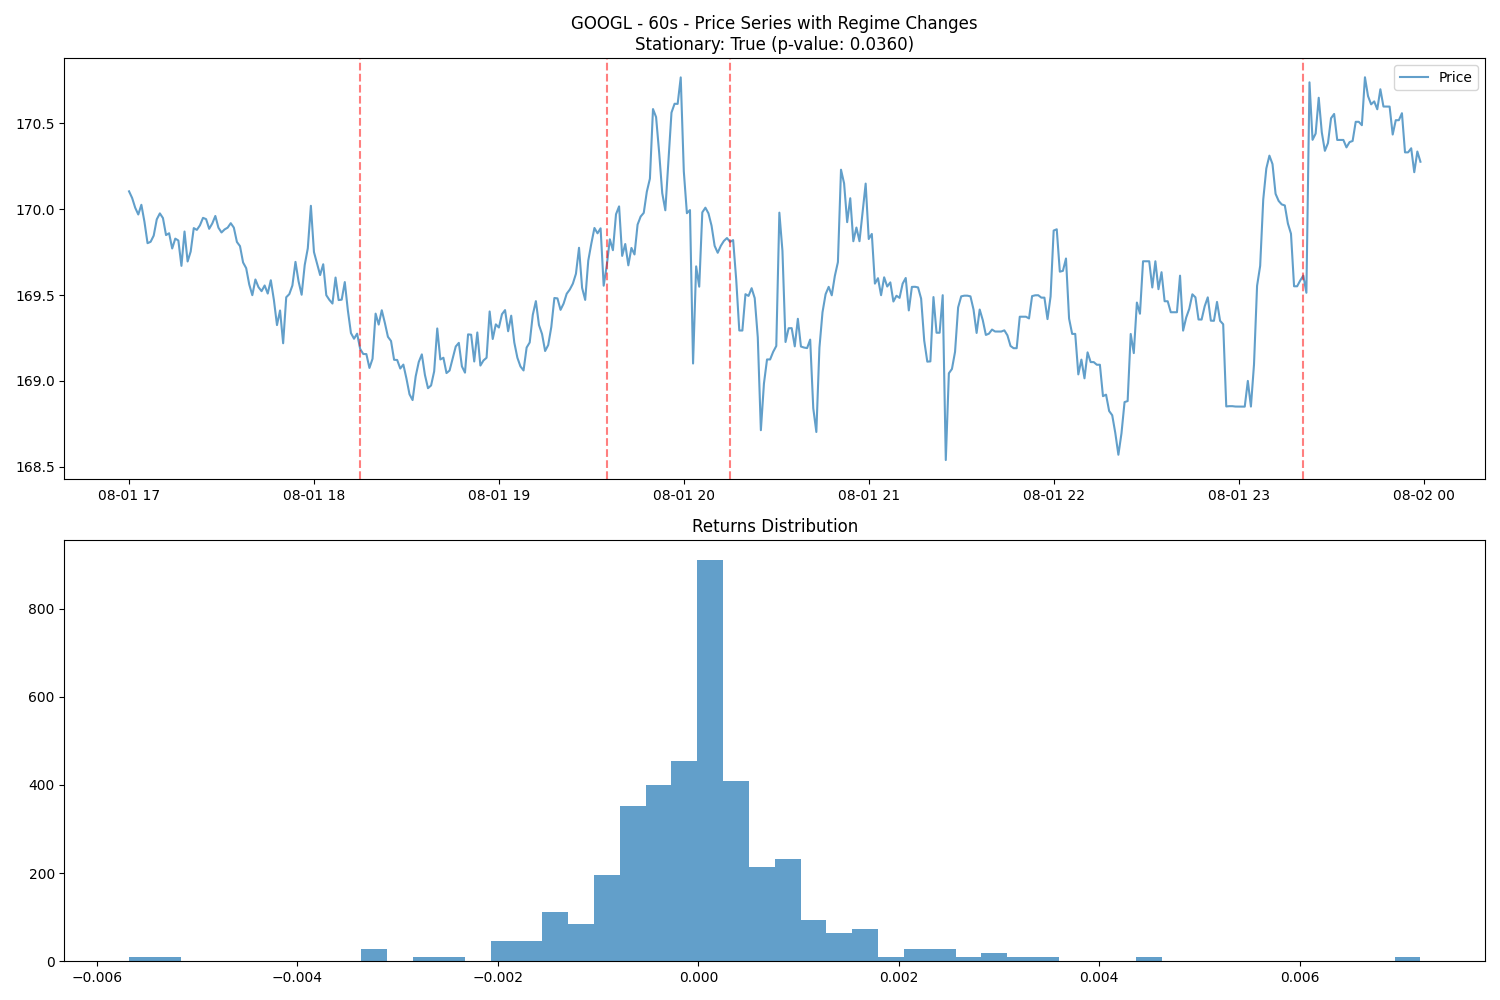 GOOGL - 60s - Price Series with Regime Changes
Stationary: True (p-value: 0.0360)
Price
170.5
170.0
169.5
169.0
168.5
08-01 17 08-01 18 08-01 19 08-01 20 08-01 21 08-01 22 08-01 23 08-02 00
Returns Distribution
800
600
400
200
0
−0.006 −0.004 −0.002 0.000 0.002 0.004 0.006